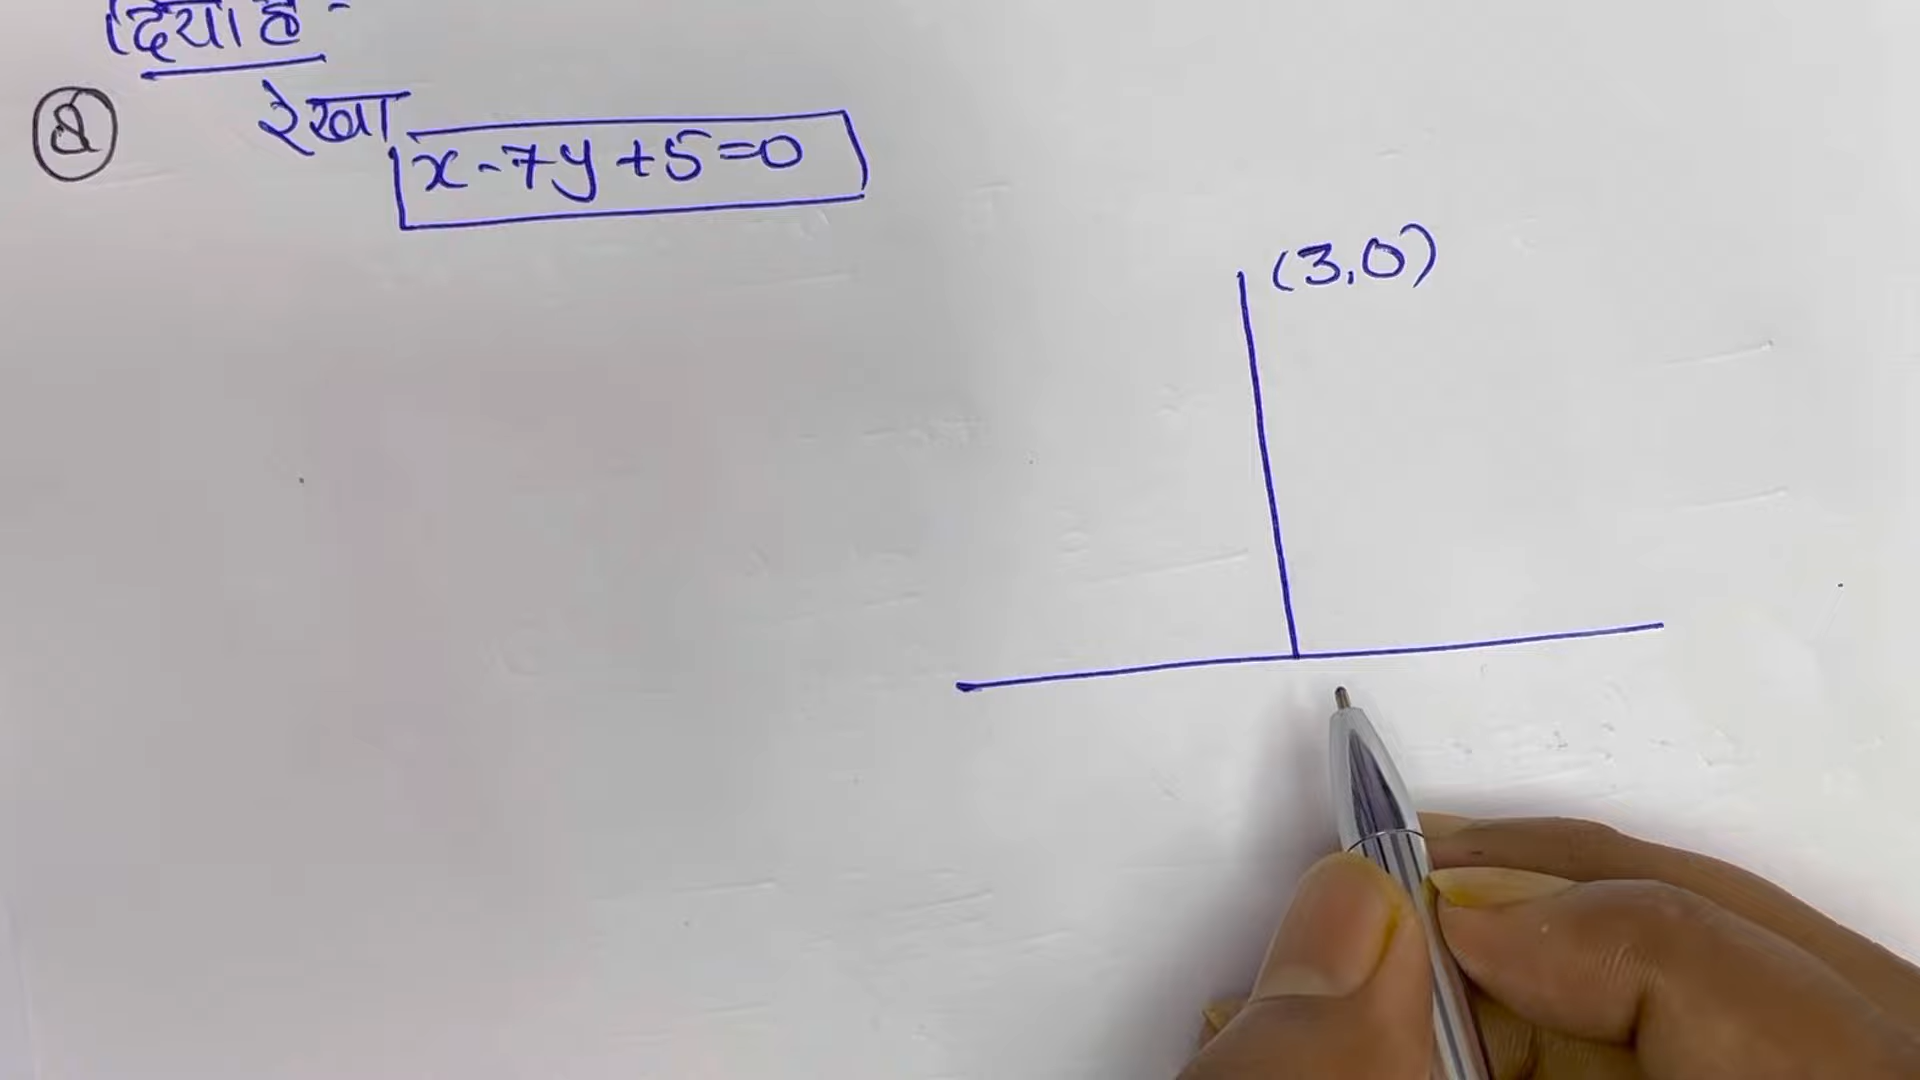 दिया है -
8
रेखा x-7y+5=0
(3,0)